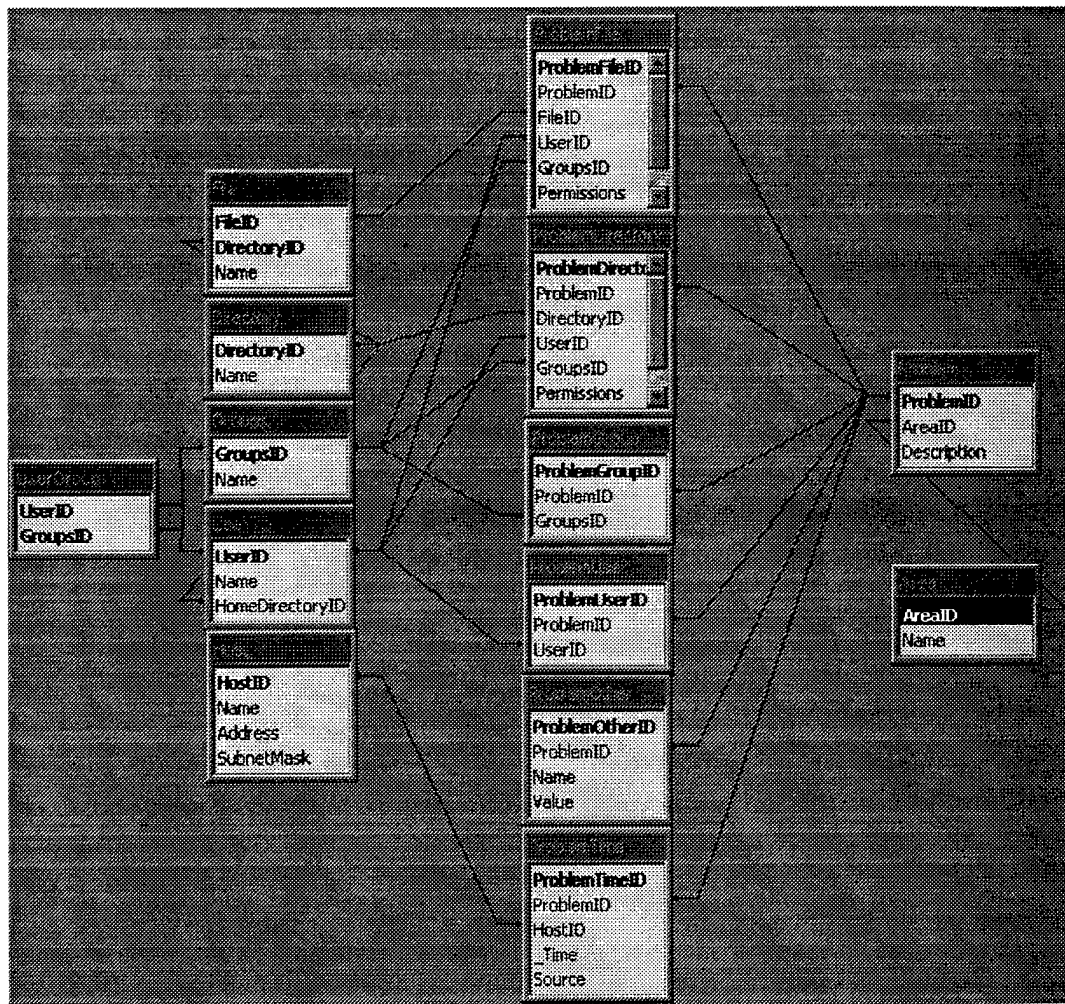 ProblemFileID
ProblemID
FileID
UserID
GroupsID
Permissions
FileID
DirectoryID
Name
ProblemDirecto
ProblemID
DirectoryID
UserID
GroupsID
Permissions
DirectoryID
Name
ProblemID
AreaID
Description
GroupsID
Name
ProblemGroupID
ProblemID
GroupsID
UserID
GroupsID
UserID
Name
HomeDirectoryID
ProblemUserID
ProblemID
UserID
AreaID
Name
HostID
Name
Address
SubnetMask
ProblemOtherID
ProblemID
Name
Value
ProblemTimeID
ProblemID
HostID
_Time
Source